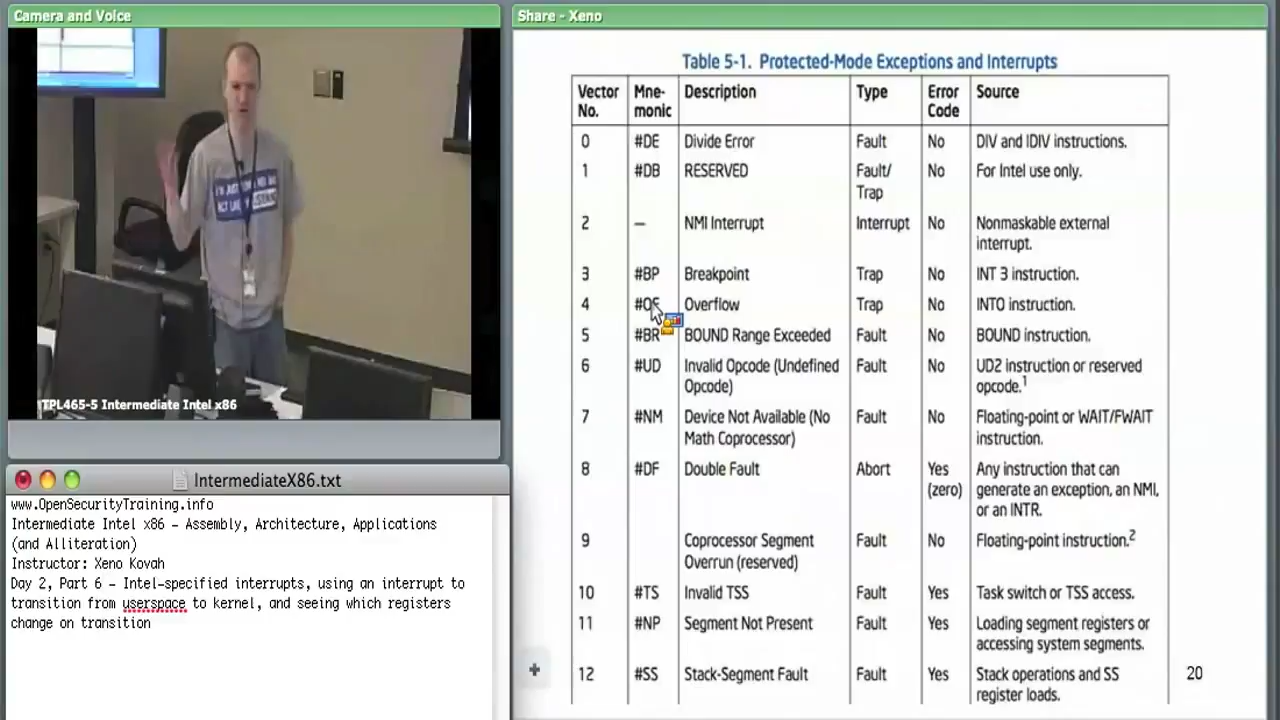 Camera and Voice
TPL465-5 Intermediate Intel x86
IntermediateX86.txt
www.OpenSecurityTraining.info
Intermediate Intel x86 – Assembly, Architecture, Applications
(and Alliteration)
Instructor: Xeno Kovah
Day 2, Part 6 – Intel-specified interrupts, using an interrupt to
transition from userspace to kernel, and seeing which registers
change on transition
Share - Xeno
Table 5-1. Protected-Mode Exceptions and Interrupts
Vector No. Mne-monic Description Type Error Code Source
0 #DE Divide Error Fault No DIV and IDIV instructions.
1 #DB RESERVED Fault/ No For Intel use only.
Trap
2 — NMI Interrupt Interrupt No Nonmaskable external
interrupt.
3 #BP Breakpoint Trap No INT 3 instruction.
4 Overflow Trap No INTO instruction.
5 #BR BOUND Range Exceeded Fault No BOUND instruction.
6 #UD Invalid Opcode (Undefined Fault No UD2 instruction or reserved
Opcode) opcode.1
7 #NM Device Not Available (No Fault No Floating-point or WAIT/FWAIT
Math Coprocessor) instruction.
8 #DF Double Fault Abort Yes Any instruction that can
(zero) generate an exception, an NMI,
or an INTR.
9 Coprocessor Segment Fault No Floating-point instruction.2
Overrun (reserved)
10 #TS Invalid TSS Fault Yes Task switch or TSS access.
11 #NP Segment Not Present Fault Yes Loading segment registers or
accessing system segments.
12 #SS Stack-Segment Fault Fault Yes Stack operations and SS
register loads.
20